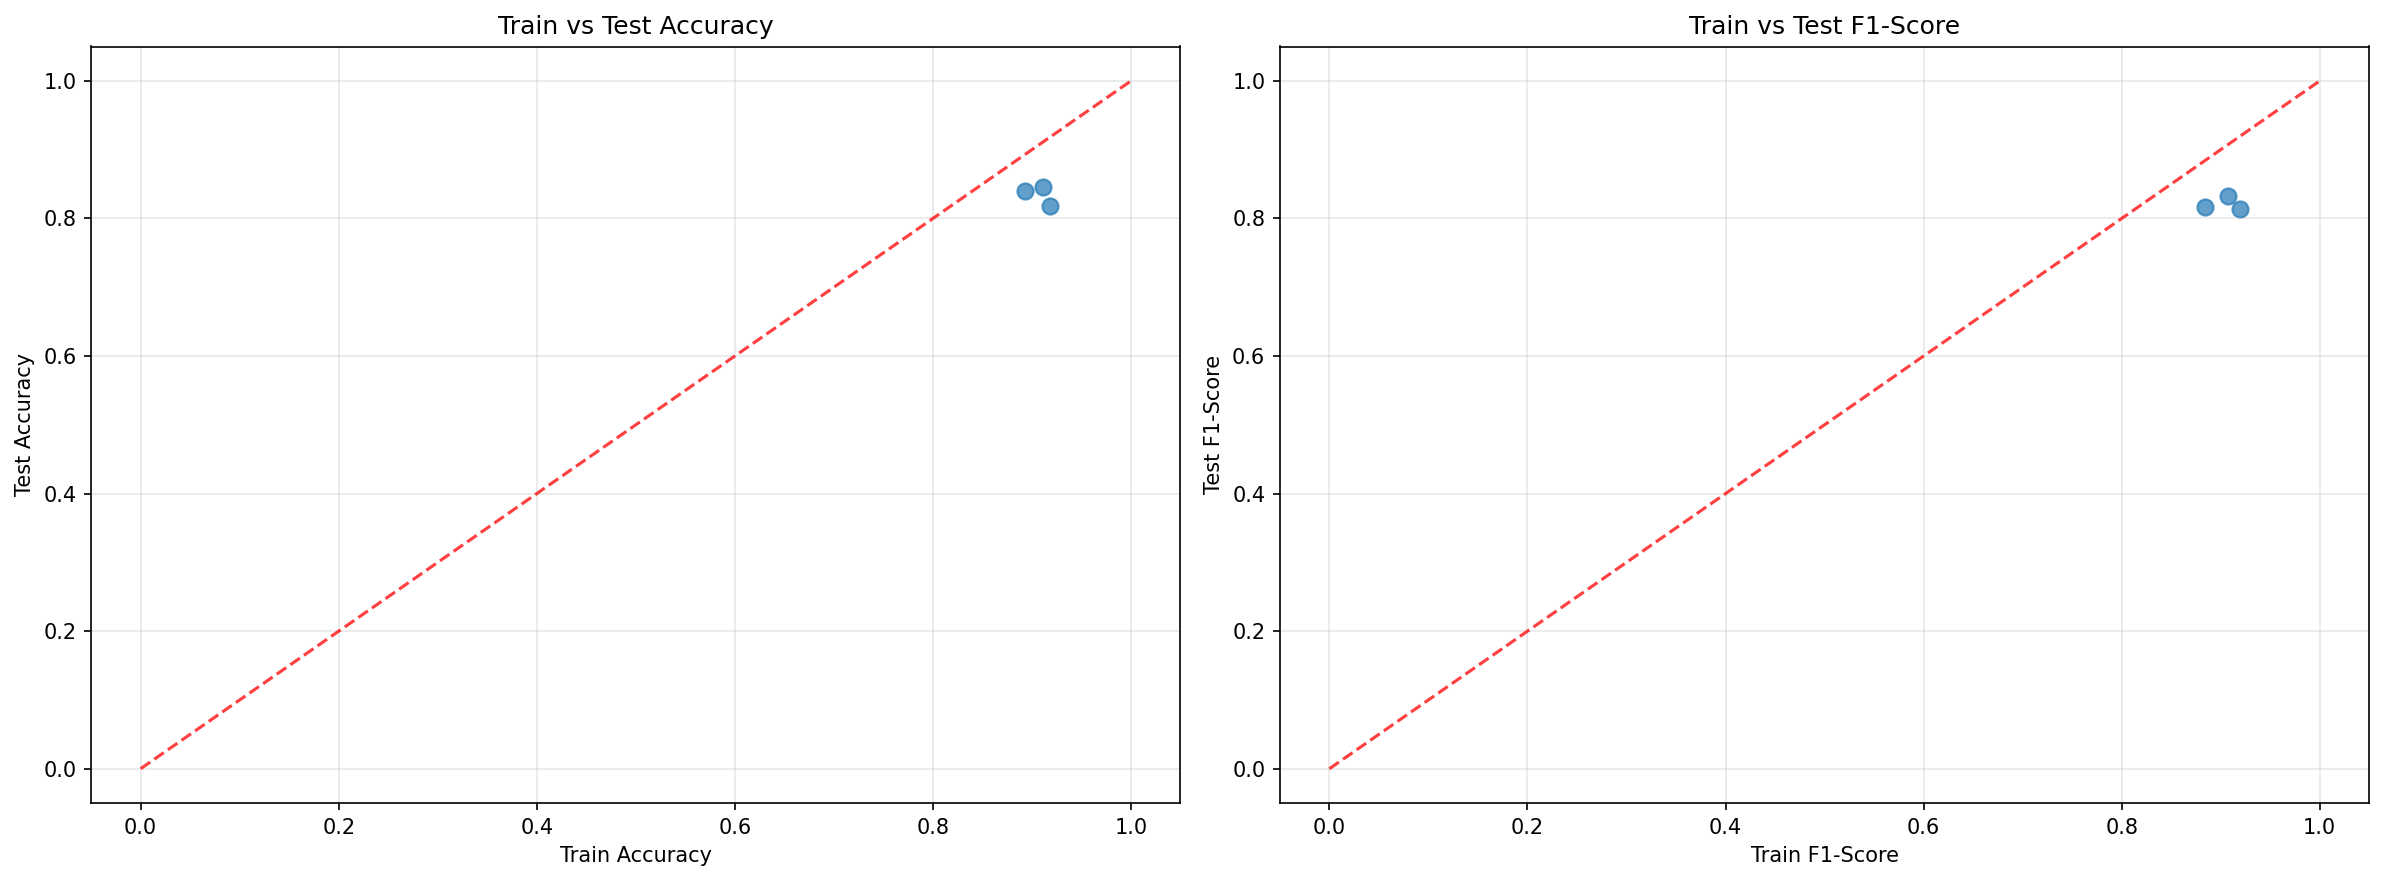 Train vs Test Accuracy
1.0
0.8
0.6
0.4
0.2
0.0
Test Accuracy
0.0 0.2 0.4 0.6 0.8 1.0
Train Accuracy
Train vs Test F1-Score
1.0
0.8
0.6
0.4
0.2
0.0
Test F1-Score
0.0 0.2 0.4 0.6 0.8 1.0
Train F1-Score